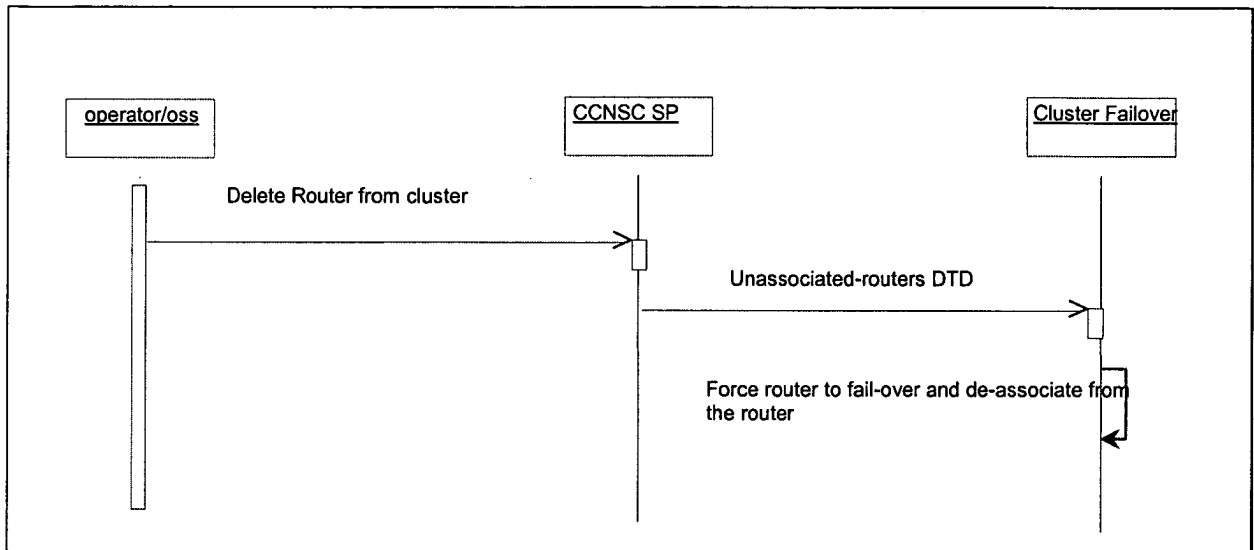 operator/oss
CCNSC SP
Cluster Failover
Delete Router from cluster
Unassociated-routers DTD
Force router to fail-over and de-associate from
the router